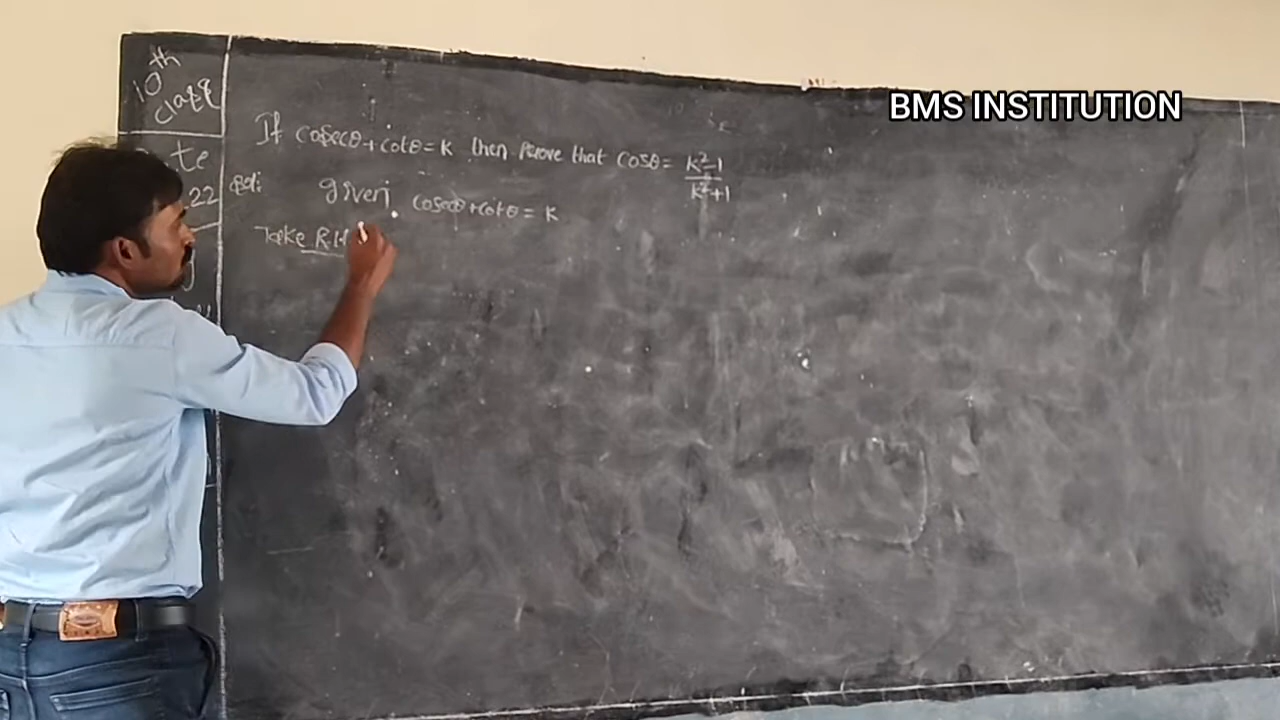 BMS INSTITUTION
10th
Class
te
.22
If cosecθ + cotθ = K then Prove that cosθ = K²-1 / K²+1
Sol:
given, cosecθ + cotθ = K
Take R.H